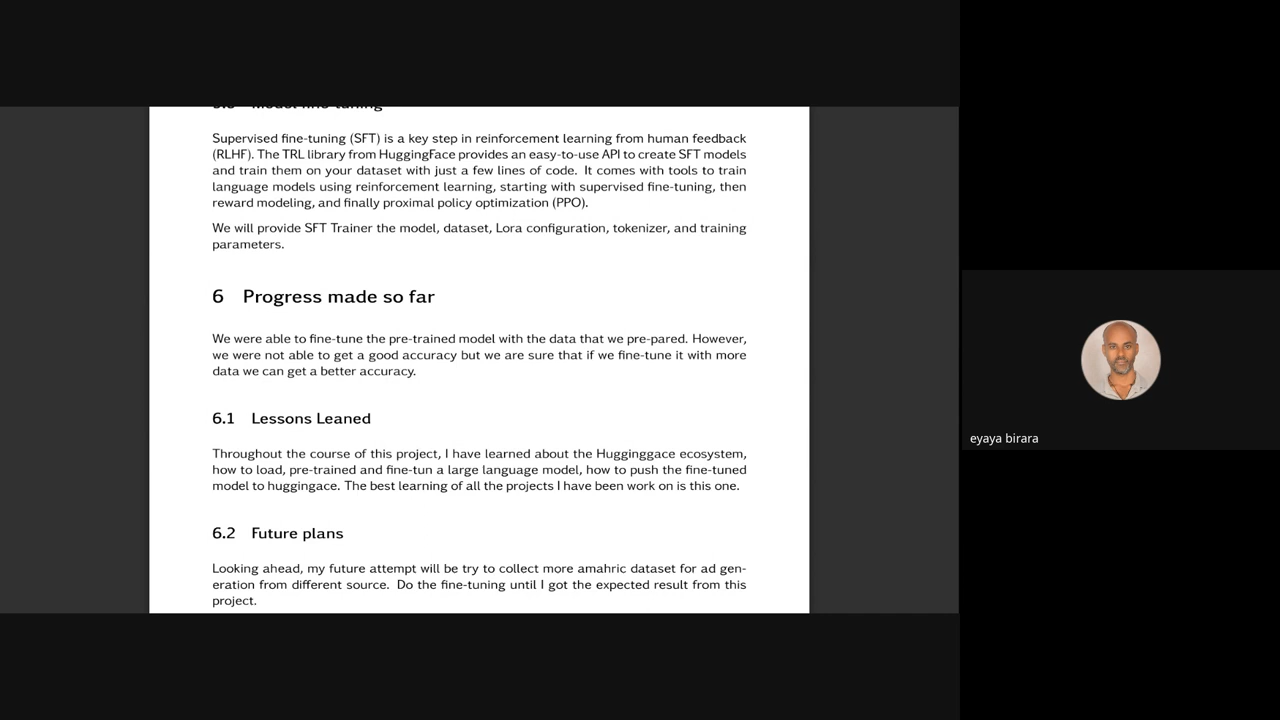 Model fine-tuning
Supervised fine-tuning (SFT) is a key step in reinforcement learning from human feedback
(RLHF). The TRL library from HuggingFace provides an easy-to-use API to create SFT models
and train them on your dataset with just a few lines of code. It comes with tools to train
language models using reinforcement learning, starting with supervised fine-tuning, then
reward modeling, and finally proximal policy optimization (PPO).
We will provide SFT Trainer the model, dataset, Lora configuration, tokenizer, and training
parameters.
6 Progress made so far
We were able to fine-tune the pre-trained model with the data that we pre-pared. However,
we were not able to get a good accuracy but we are sure that if we fine-tune it with more
data we can get a better accuracy.
6.1 Lessons Leaned
Throughout the course of this project, I have learned about the Hugginggace ecosystem,
how to load, pre-trained and fine-tun a large language model, how to push the fine-tuned
model to huggingace. The best learning of all the projects I have been work on is this one.
6.2 Future plans
Looking ahead, my future attempt will be try to collect more amahric dataset for ad gen-
eration from different source. Do the fine-tuning until I got the expected result from this
project.
eyaya birara